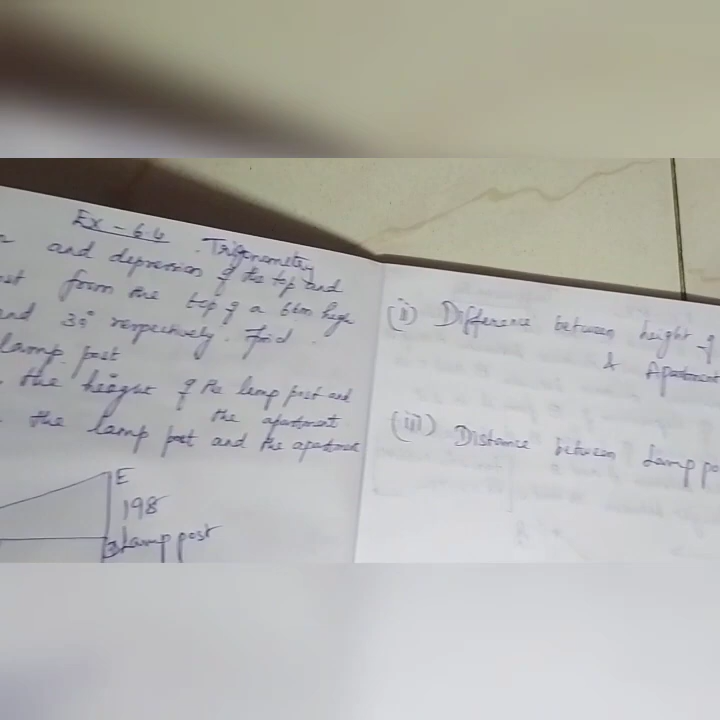 Ex - 6.4 Trigonometry
and depression of the top and
from the top of a 66m high
and 30° respectively. Find
lamp post
the height of the lamp post and
the apartment
the lamp post and the apartment
E
198
Lamp post
(ii) Difference between height of
& Apartment
(iii) Distance between Lamp po